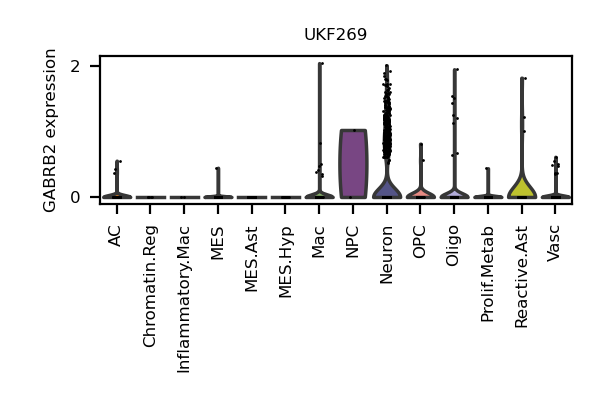 UKF269
GABRB2 expression
2
0
AC
Chromatin.Reg
Inflammatory.Mac
MES
MES.Ast
MES.Hyp
Mac
NPC
Neuron
OPC
Oligo
Prolif.Metab
Reactive.Ast
Vasc